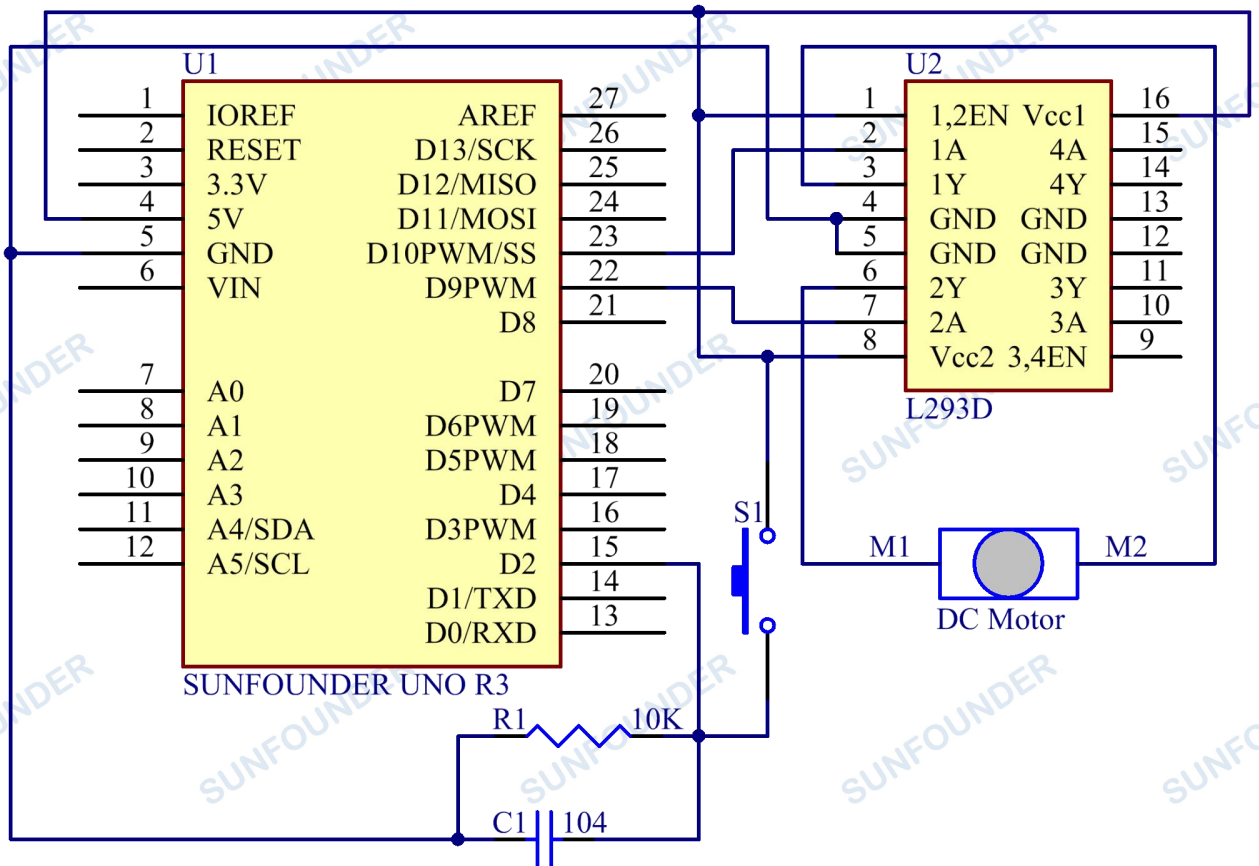 U1
1 IOREF
2 RESET
3 3.3V
4 5V
5 GND
6 VIN
7 A0
8 A1
9 A2
10 A3
11 A4/SDA
12 A5/SCL
AREF 27
D13/SCK 26
D12/MISO 25
D11/MOSI 24
D10PWM/SS 23
D9PWM 22
D8 21
D7 20
D6PWM 19
D5PWM 18
D4 17
D3PWM 16
D2 15
D1/TXD 14
D0/RXD 13
SUNFOUNDER UNO R3
U2
1 1,2EN Vcc1 16
2 1A 4A 15
3 1Y 4Y 14
4 GND GND 13
5 GND GND 12
6 2Y 3Y 11
7 2A 3A 10
8 Vcc2 3,4EN 9
L293D
S1
M1 M2
DC Motor
R1 10K
C1 104
SUNFOUNDER
SUNFOUNDER
SUNFOUNDER
SUNFOUNDER